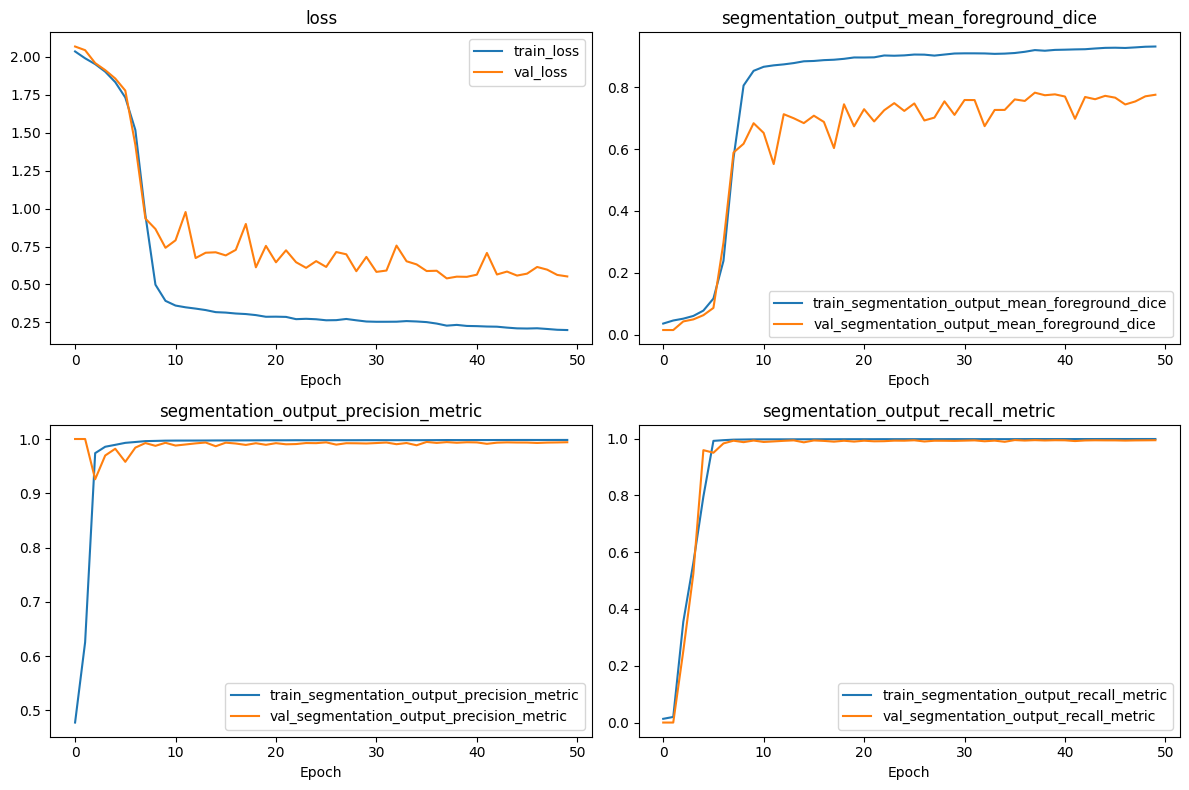 loss
2.00
1.75
1.50
1.25
1.00
0.75
0.50
0.25
train_loss
val_loss
0 10 20 30 40 50
Epoch
segmentation_output_mean_foreground_dice
0.8
0.6
0.4
0.2
0.0
train_segmentation_output_mean_foreground_dice
val_segmentation_output_mean_foreground_dice
0 10 20 30 40 50
Epoch
segmentation_output_precision_metric
1.0
0.9
0.8
0.7
0.6
0.5
train_segmentation_output_precision_metric
val_segmentation_output_precision_metric
0 10 20 30 40 50
Epoch
segmentation_output_recall_metric
1.0
0.8
0.6
0.4
0.2
0.0
train_segmentation_output_recall_metric
val_segmentation_output_recall_metric
0 10 20 30 40 50
Epoch